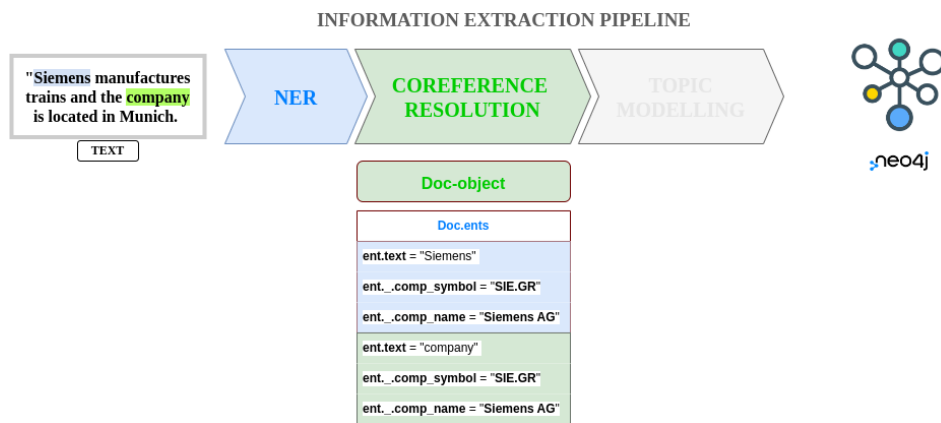 INFORMATION EXTRACTION PIPELINE
"Siemens manufactures
trains and the company
is located in Munich.
TEXT
NER
COREFERENCE
RESOLUTION
TOPIC
MODELLING
neo4j
Doc-object
Doc.ents
ent.text = "Siemens"
ent._.comp_symbol = "SIE.GR"
ent._.comp_name = "Siemens AG"
ent.text = "company"
ent._.comp_symbol = "SIE.GR"
ent._.comp_name = "Siemens AG"